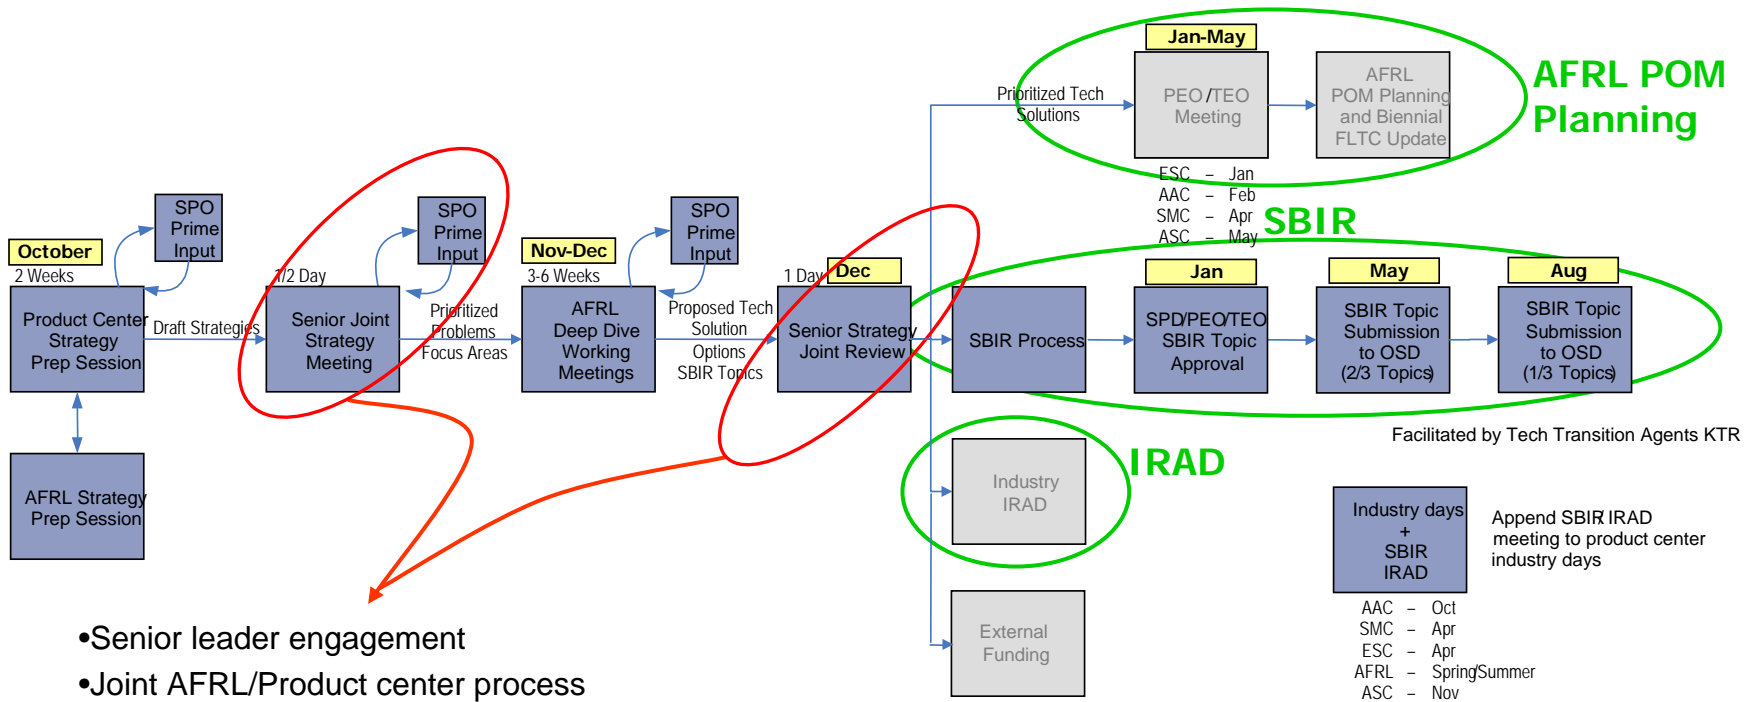 Jan-May
PEO/TEO
Meeting
AFRL
POM Planning
and Biennial
FLTC Update
AFRL POM
Planning
Prioritized Tech
Solutions
ESC – Jan
AAC – Feb
SMC – Apr
ASC – May
SBIR
October
2 Weeks
SPO
Prime
Input
Product Center
Strategy
Prep Session
Draft Strategies
AFRL Strategy
Prep Session
1/2 Day
SPO
Prime
Input
Senior Joint
Strategy
Meeting
Prioritized
Problems
Focus Areas
Nov-Dec
3-6 Weeks
SPO
Prime
Input
AFRL
Deep Dive
Working
Meetings
Proposed Tech
Solution
Options
SBIR Topics
1 Day
Dec
Senior Strategy
Joint Review
SBIR Process
Jan
SPD/PEO/TEO
SBIR Topic
Approval
May
SBIR Topic
Submission
to OSD
(2/3 Topics)
Aug
SBIR Topic
Submission
to OSD
(1/3 Topics)
Facilitated by Tech Transition Agents KTR
Industry
IRAD
IRAD
External
Funding
Industry days
+
SBIR
IRAD
Append SBIR/IRAD
meeting to product center
industry days
AAC – Oct
SMC – Apr
ESC – Apr
AFRL – Spring/Summer
ASC – Nov
•Senior leader engagement
•Joint AFRL/Product center process